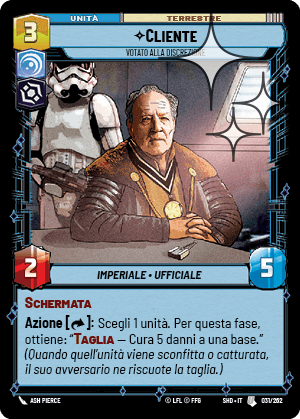 UNITÀ
TERRESTRE
3
✧CLIENTE
VOTATO ALLA DISCREZIONE
2
5
IMPERIALE • UFFICIALE
SCHERMATA
Azione [↷]: Scegli 1 unità. Per questa fase,
ottiene: “TAGLIA — Cura 5 danni a una base.”
(Quando quell’unità viene sconfitta o catturata,
il suo avversario ne riscuote la taglia.)
ASH PIERCE
© LFL © FFG
SHD • IT
031/262